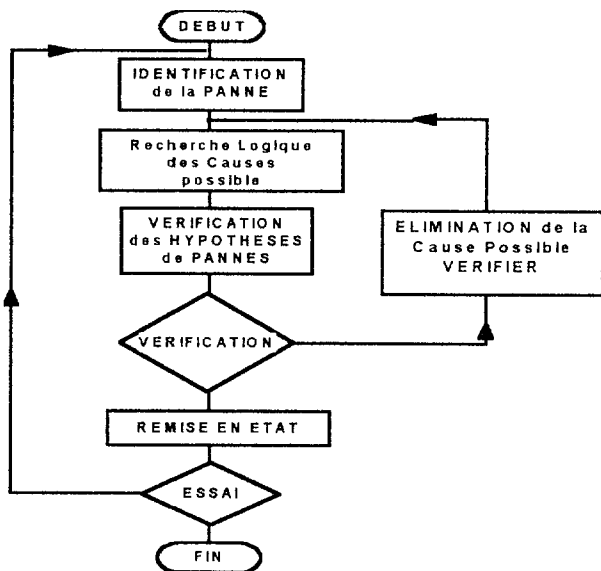 DEBUT
IDENTIFICATION
de la PANNE
Recherche Logique
des Causes
possible
VERIFICATION
des HYPOTHESES
de PANNES
ELIMINATION de la
Cause Possible
VERIFIER
VERIFICATION
REMISE EN ETAT
ESSAI
FIN